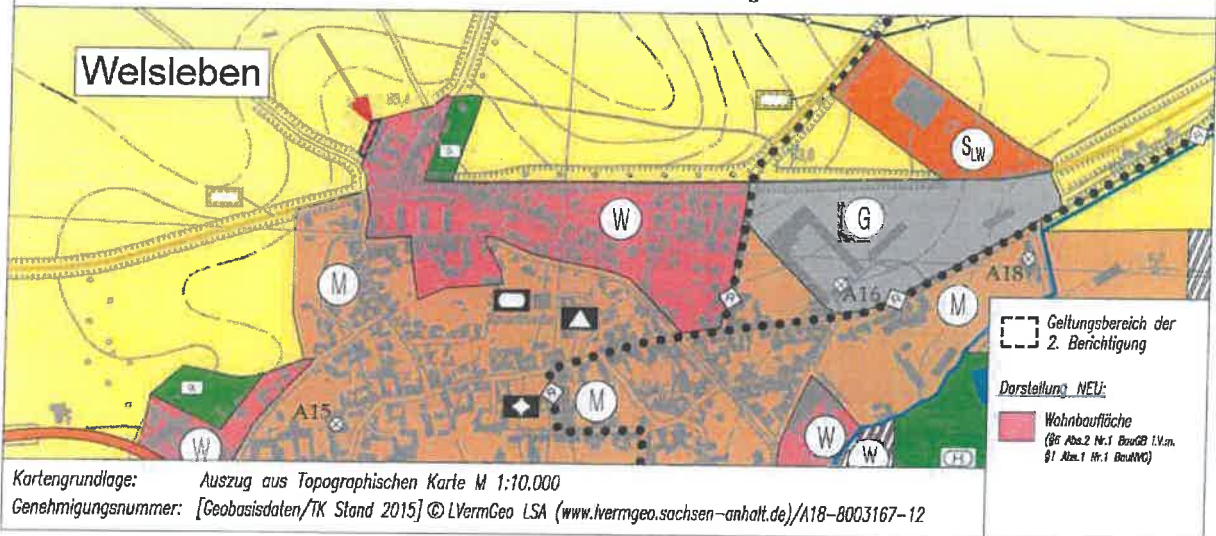 Welsleben
S LW
W
G
M
A18
A16
M
Geltungsbereich der
2. Berichtigung
Darstellung NEU:
Wohnbaufläche
(§5 Abs.2 Nr.1 BauGB i.V.m.
§1 Abs.1 Nr.1 BauNVO)
A15
M
W
W
W
H
Kartengrundlage: Auszug aus Topographischen Karte M 1:10.000
Genehmigungsnummer: [Geobasisdaten/TK Stand 2015] © LVermGeo LSA (www.lvermgeo.sachsen-anhalt.de)/A18-8003167-12